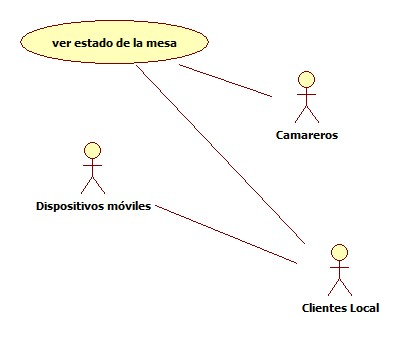 ver estado de la mesa
Camareros
Dispositivos móviles
Clientes Local